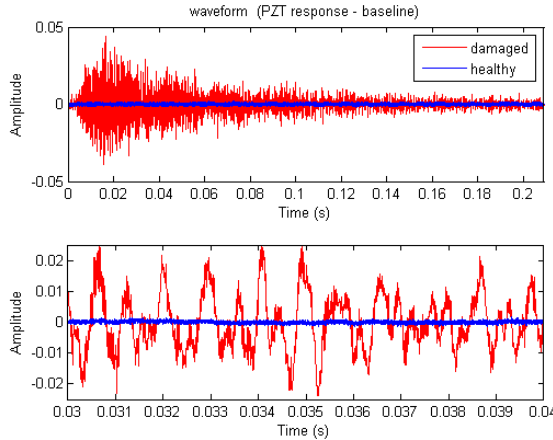 waveform (PZT response - baseline)
0.05
0
-0.05
Amplitude
damaged
healthy
0 0.02 0.04 0.06 0.08 0.1 0.12 0.14 0.16 0.18 0.2
Time (s)
0.02
0.01
0
-0.01
-0.02
Amplitude
0.03 0.031 0.032 0.033 0.034 0.035 0.036 0.037 0.038 0.039 0.04
Time (s)